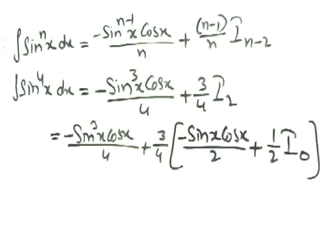 ∫Sinⁿx dx = -Sinⁿ⁻¹x Cosx/n + (n-1)/n Iₙ₋₂
∫Sin⁴x dx = -Sin³x Cosx/4 + 3/4 I₂
= -Sin³x Cosx/4 + 3/4 [-Sinx Cosx/2 + 1/2 I₀